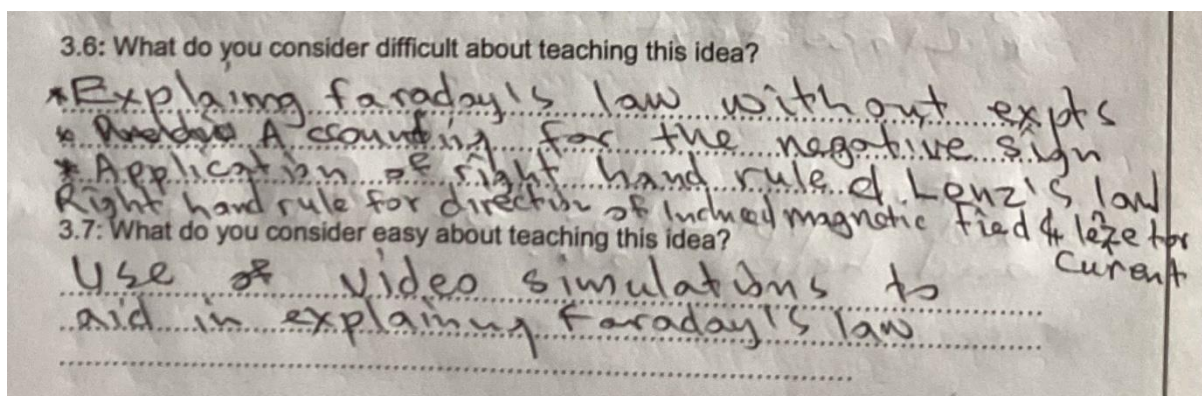 3.6: What do you consider difficult about teaching this idea?
* Explaing faraday's law without expts
* Accounting for the negative sign
* Application of right hand rule & Lenz's law
Right hand rule for direction of Induced magnetic fied & for
3.7: What do you consider easy about teaching this idea?
Curent
Use of video simulations to
aid in explaining Faraday's law